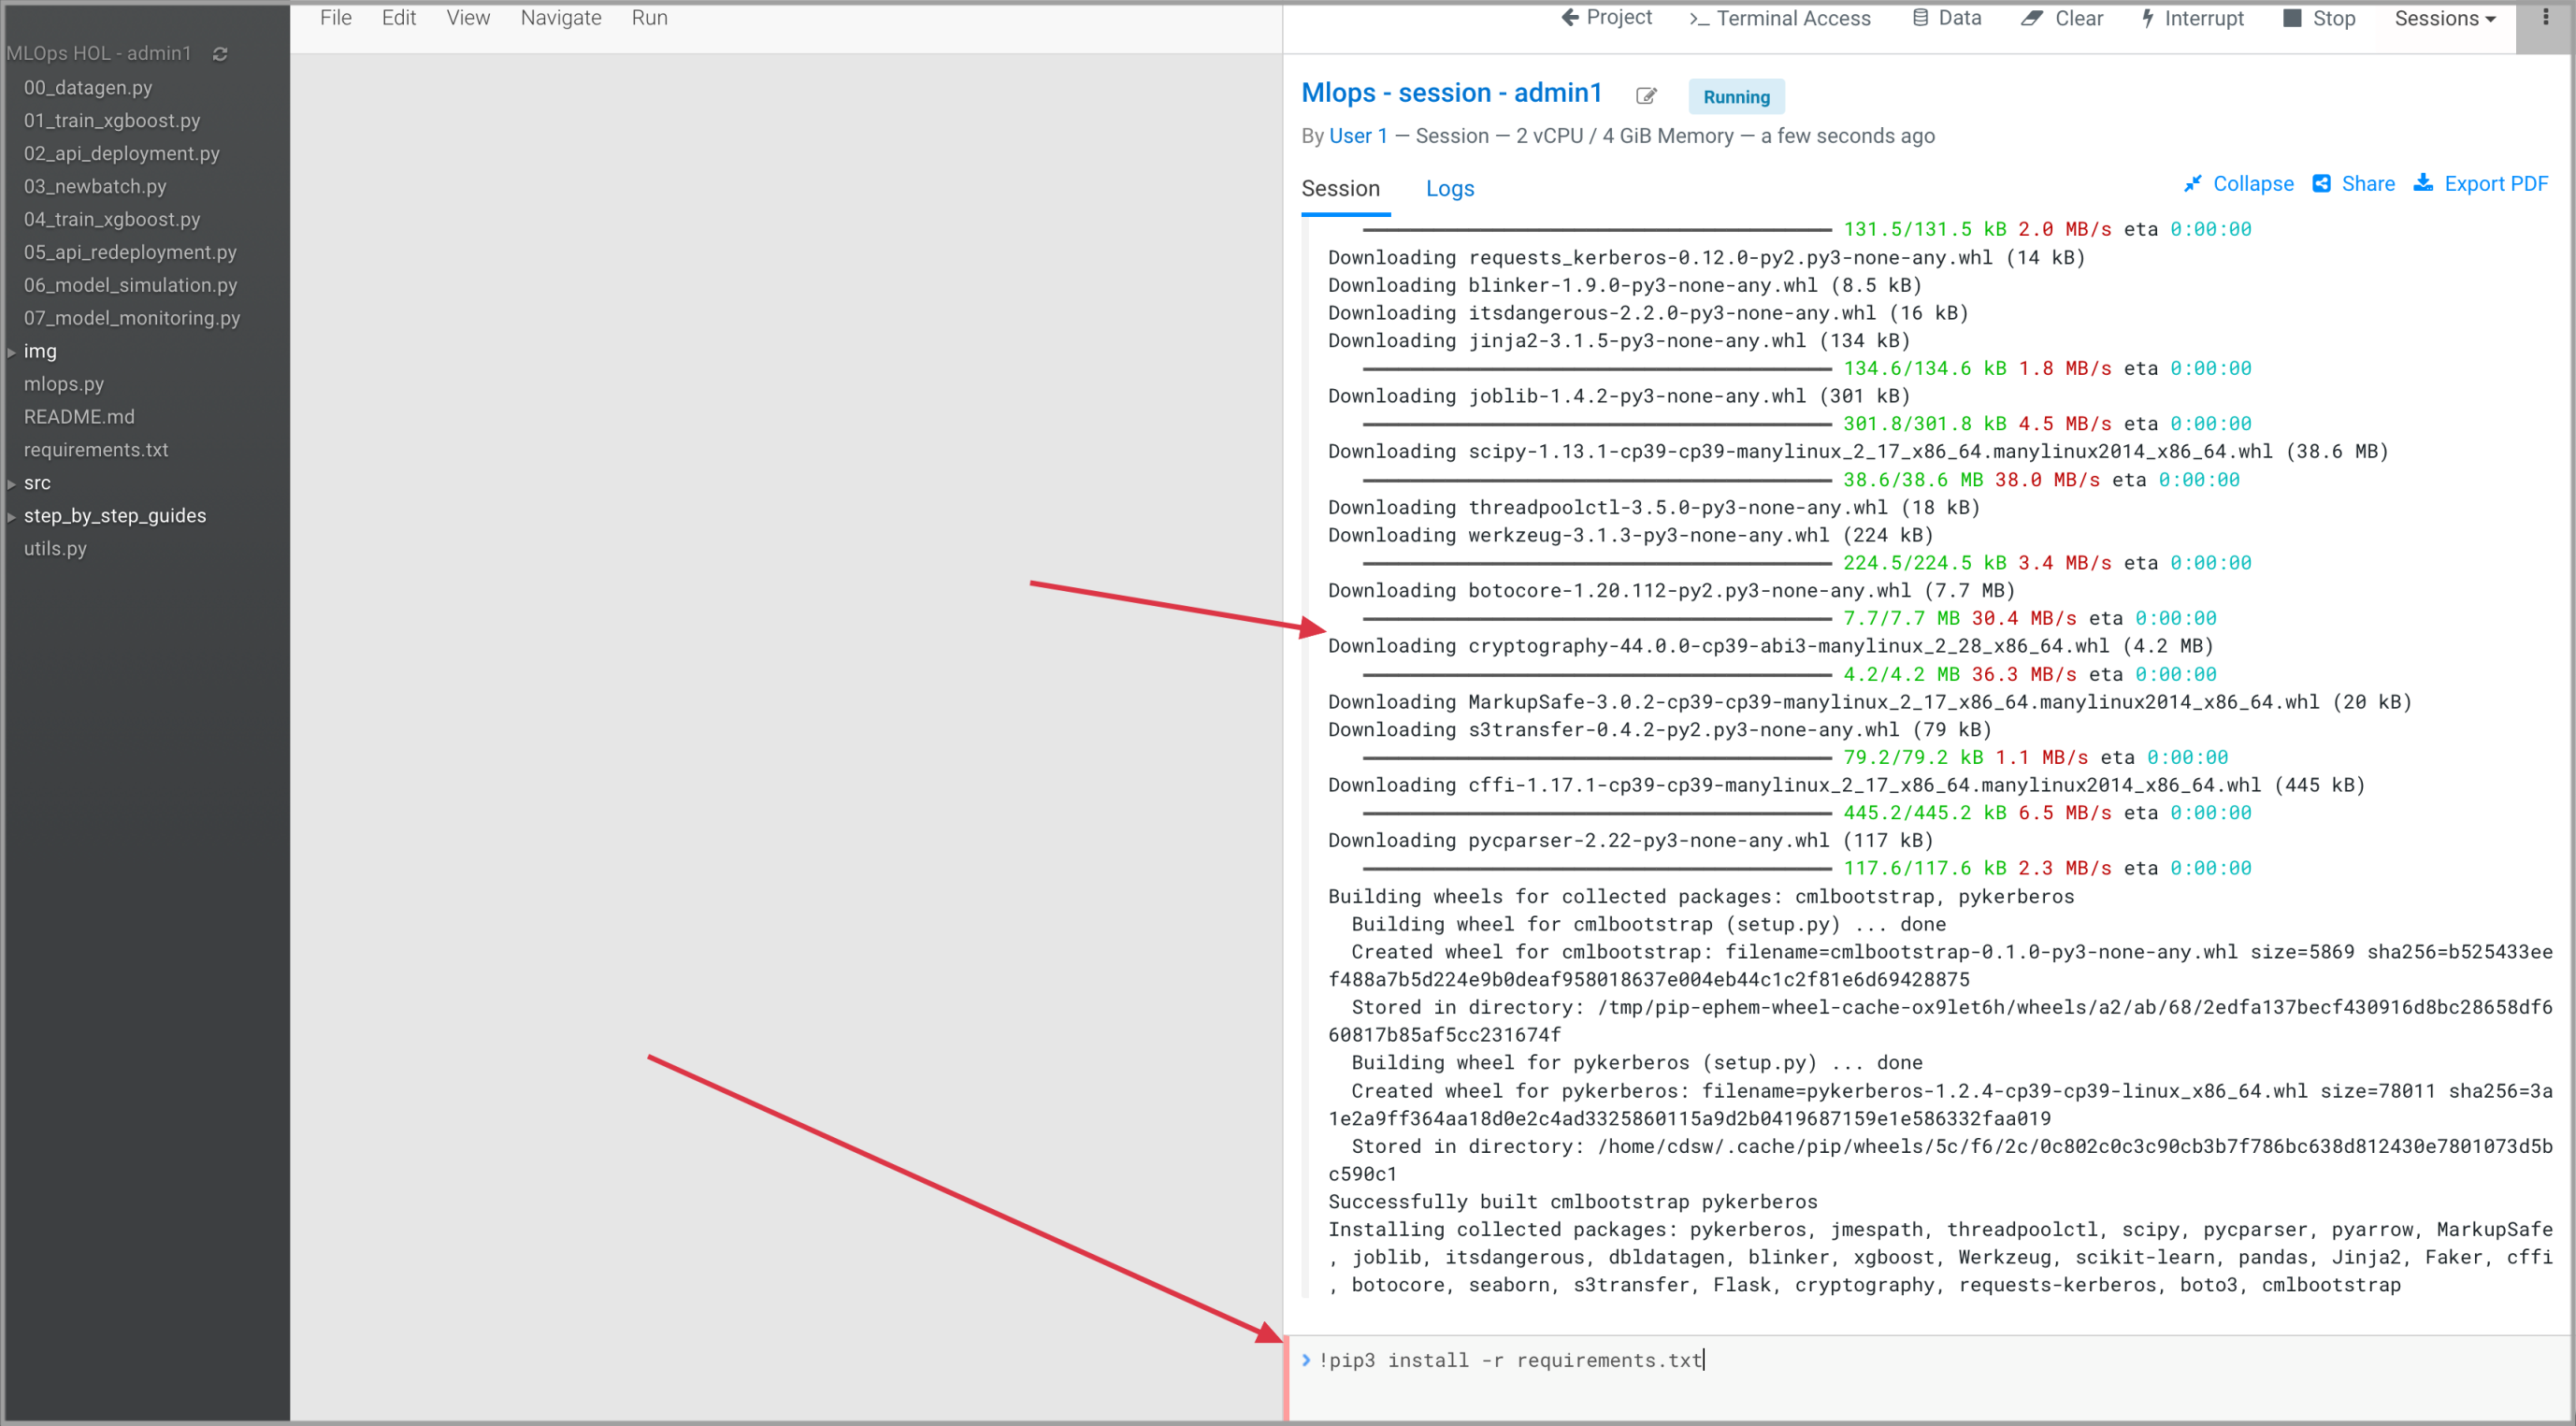 File Edit View Navigate Run
Project Terminal Access Data Clear Interrupt Stop Sessions
MLOps HOL - admin1
00_datagen.py
01_train_xgboost.py
02_api_deployment.py
03_newbatch.py
04_train_xgboost.py
05_api_redeployment.py
06_model_simulation.py
07_model_monitoring.py
img
mlops.py
README.md
requirements.txt
src
step_by_step_guides
utils.py
Mlops - session - admin1 Running
By User 1 — Session — 2 vCPU / 4 GiB Memory — a few seconds ago
Session Logs Collapse Share Export PDF
131.5/131.5 kB 2.0 MB/s eta 0:00:00
Downloading requests_kerberos-0.12.0-py2.py3-none-any.whl (14 kB)
Downloading blinker-1.9.0-py3-none-any.whl (8.5 kB)
Downloading itsdangerous-2.2.0-py3-none-any.whl (16 kB)
Downloading jinja2-3.1.5-py3-none-any.whl (134 kB)
134.6/134.6 kB 1.8 MB/s eta 0:00:00
Downloading joblib-1.4.2-py3-none-any.whl (301 kB)
301.8/301.8 kB 4.5 MB/s eta 0:00:00
Downloading scipy-1.13.1-cp39-cp39-manylinux_2_17_x86_64.manylinux2014_x86_64.whl (38.6 MB)
38.6/38.6 MB 38.0 MB/s eta 0:00:00
Downloading threadpoolctl-3.5.0-py3-none-any.whl (18 kB)
Downloading werkzeug-3.1.3-py3-none-any.whl (224 kB)
224.5/224.5 kB 3.4 MB/s eta 0:00:00
Downloading botocore-1.20.112-py2.py3-none-any.whl (7.7 MB)
7.7/7.7 MB 30.4 MB/s eta 0:00:00
Downloading cryptography-44.0.0-cp39-abi3-manylinux_2_28_x86_64.whl (4.2 MB)
4.2/4.2 MB 36.3 MB/s eta 0:00:00
Downloading MarkupSafe-3.0.2-cp39-cp39-manylinux_2_17_x86_64.manylinux2014_x86_64.whl (20 kB)
Downloading s3transfer-0.4.2-py2.py3-none-any.whl (79 kB)
79.2/79.2 kB 1.1 MB/s eta 0:00:00
Downloading cffi-1.17.1-cp39-cp39-manylinux_2_17_x86_64.manylinux2014_x86_64.whl (445 kB)
445.2/445.2 kB 6.5 MB/s eta 0:00:00
Downloading pycparser-2.22-py3-none-any.whl (117 kB)
117.6/117.6 kB 2.3 MB/s eta 0:00:00
Building wheels for collected packages: cmlbootstrap, pykerberos
Building wheel for cmlbootstrap (setup.py) ... done
Created wheel for cmlbootstrap: filename=cmlbootstrap-0.1.0-py3-none-any.whl size=5869 sha256=b525433ee
f488a7b5d224e9b0deaf958018637e004eb44c1c2f81e6d69428875
Stored in directory: /tmp/pip-ephem-wheel-cache-ox9let6h/wheels/a2/ab/68/2edfa137becf430916d8bc28658df6
60817b85af5cc231674f
Building wheel for pykerberos (setup.py) ... done
Created wheel for pykerberos: filename=pykerberos-1.2.4-cp39-cp39-linux_x86_64.whl size=78011 sha256=3a
1e2a9ff364aa18d0e2c4ad3325860115a9d2b0419687159e1e586332faa019
Stored in directory: /home/cdsw/.cache/pip/wheels/5c/f6/2c/0c802c0c3c90cb3b7f786bc638d812430e7801073d5b
c590c1
Successfully built cmlbootstrap pykerberos
Installing collected packages: pykerberos, jmespath, threadpoolctl, scipy, pycparser, pyarrow, MarkupSafe
, joblib, itsdangerous, dbldatagen, blinker, xgboost, Werkzeug, scikit-learn, pandas, Jinja2, Faker, cffi
, botocore, seaborn, s3transfer, Flask, cryptography, requests-kerberos, boto3, cmlbootstrap
!pip3 install -r requirements.txt